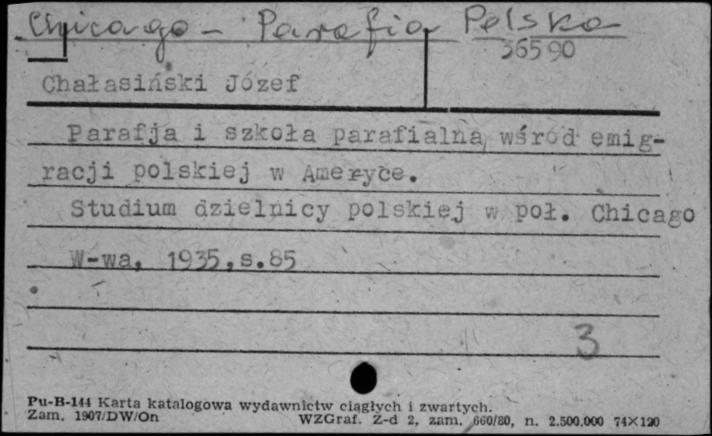 Chicago - Parafia Polska
36590
Chałasiński Józef
Parafja i szkoła parafialna wśród emig-
racji polskiej w Ameryce.
Studium dzielnicy polskiej w poł. Chicago
W-wa, 1935,s.85
3
Pu-B-144 Karta katalogowa wydawnictw ciągłych i zwartych.
Zam. 1907/DW/On WZGraf. Z-d 2, zam. 660/80, n. 2.500.000 74X120